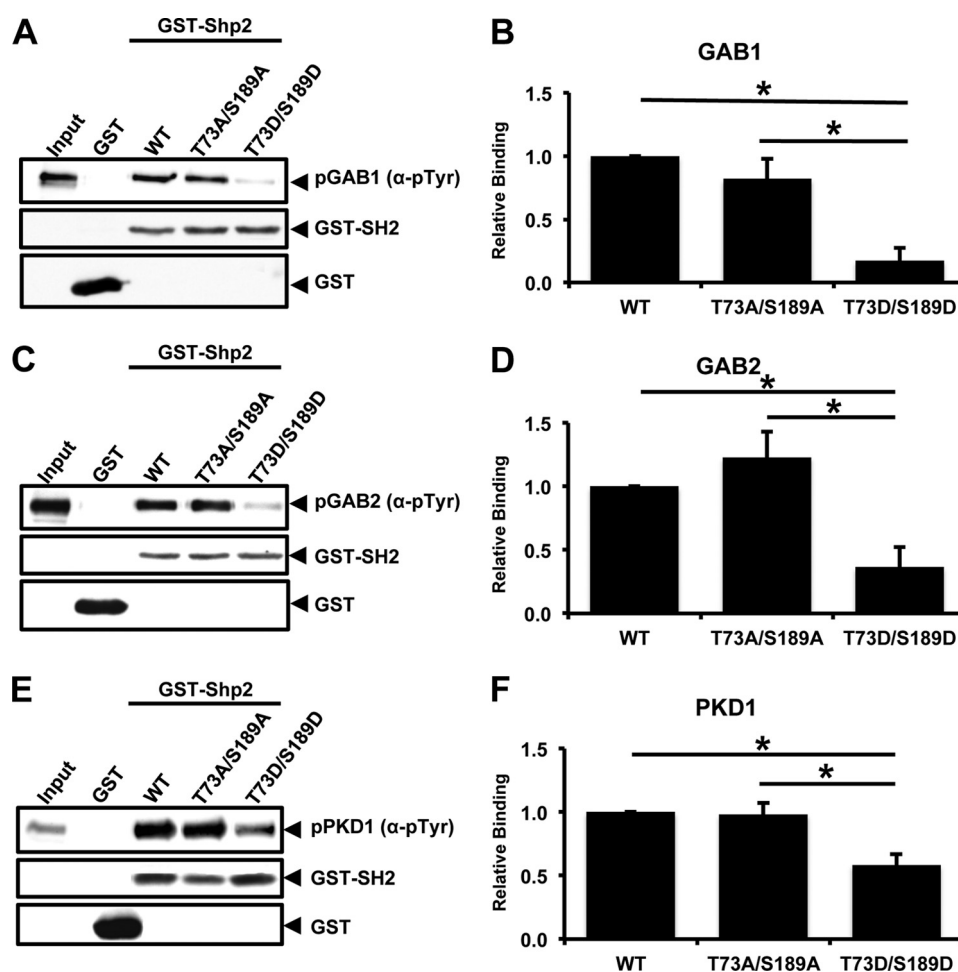 A
GST-Shp2
Input
GST
WT
T73A/S189A
T73D/S189D
pGAB1 (α-pTyr)
GST-SH2
GST
B
GAB1
*
*
Relative Binding
1.5
1.0
0.5
0.0
WT
T73A/S189A
T73D/S189D
C
GST-Shp2
Input
GST
WT
T73A/S189A
T73D/S189D
pGAB2 (α-pTyr)
GST-SH2
GST
D
GAB2
*
*
Relative Binding
1.5
1.0
0.5
0.0
WT
T73A/S189A
T73D/S189D
E
GST-Shp2
Input
GST
WT
T73A/S189A
T73D/S189D
pPKD1 (α-pTyr)
GST-SH2
GST
F
PKD1
*
*
Relative Binding
1.5
1.0
0.5
0.0
WT
T73A/S189A
T73D/S189D